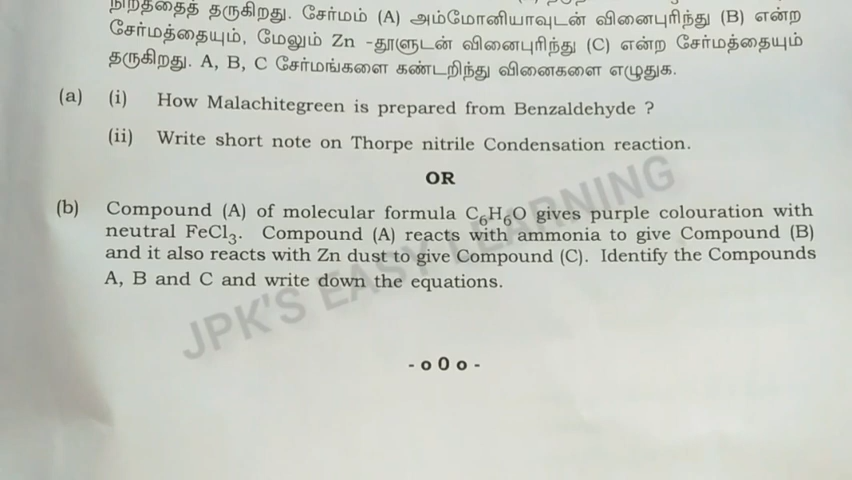 நிறத்தைத் தருகிறது. சேர்மம் (A) அம்மோனியாவுடன் வினைபுரிந்து (B) என்ற
சேர்மத்தையும், மேலும் Zn -தூளுடன் வினைபுரிந்து (C) என்ற சேர்மத்தையும்
தருகிறது. A, B, C சேர்மங்களை கண்டறிந்து வினைகளை எழுதுக.
(a) (i) How Malachitegreen is prepared from Benzaldehyde ?
(ii) Write short note on Thorpe nitrile Condensation reaction.
OR
(b) Compound (A) of molecular formula C₆H₆O gives purple colouration with
neutral FeCl₃. Compound (A) reacts with ammonia to give Compound (B)
and it also reacts with Zn dust to give Compound (C). Identify the Compounds
A, B and C and write down the equations.
JPK'S EASY LEARNING
- o 0 o -